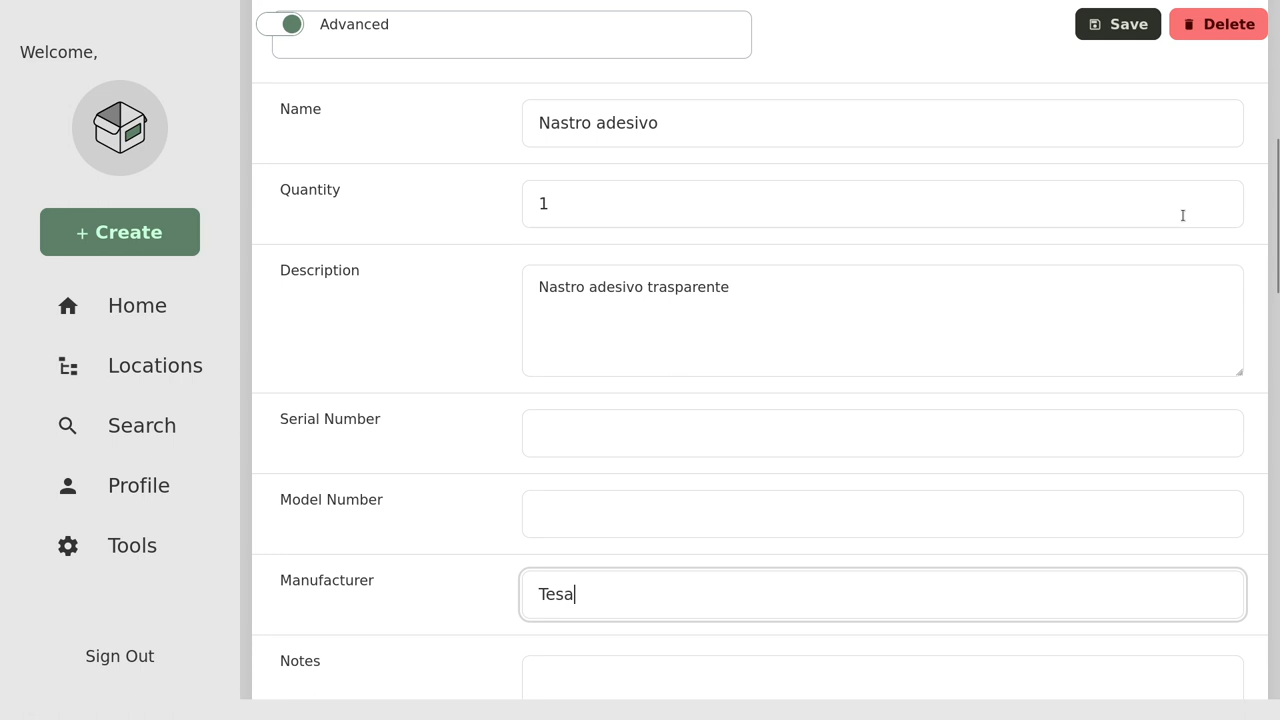 Welcome,
+ Create
Home
Locations
Search
Profile
Tools
Sign Out
Advanced
Save
Delete
Name
Nastro adesivo
Quantity
1
Description
Nastro adesivo trasparente
Serial Number
Model Number
Manufacturer
Tesa
Notes